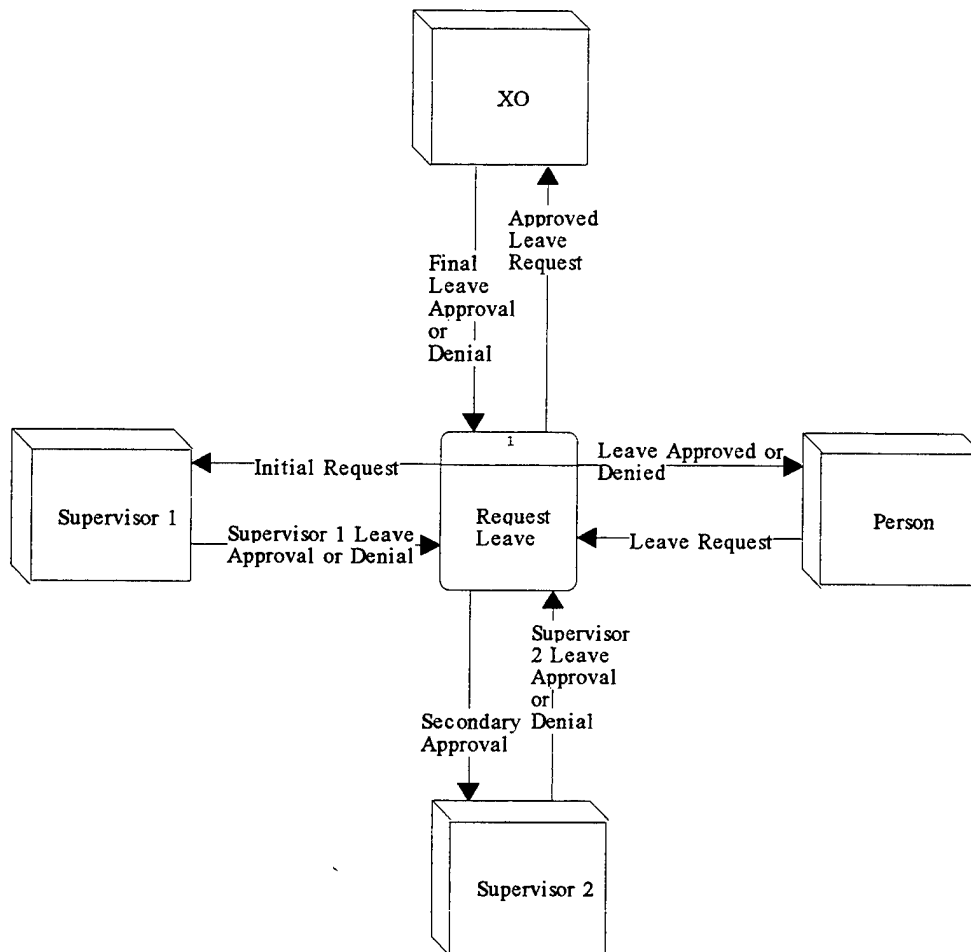 XO
Approved
Leave
Request
Final
Leave
Approval
or
Denial
1
Initial Request
Leave Approved or
Denied
Supervisor 1
Supervisor 1 Leave
Approval or Denial
Request
Leave
Leave Request
Person
Supervisor
2 Leave
Approval
or
Denial
Secondary
Approval
Supervisor 2